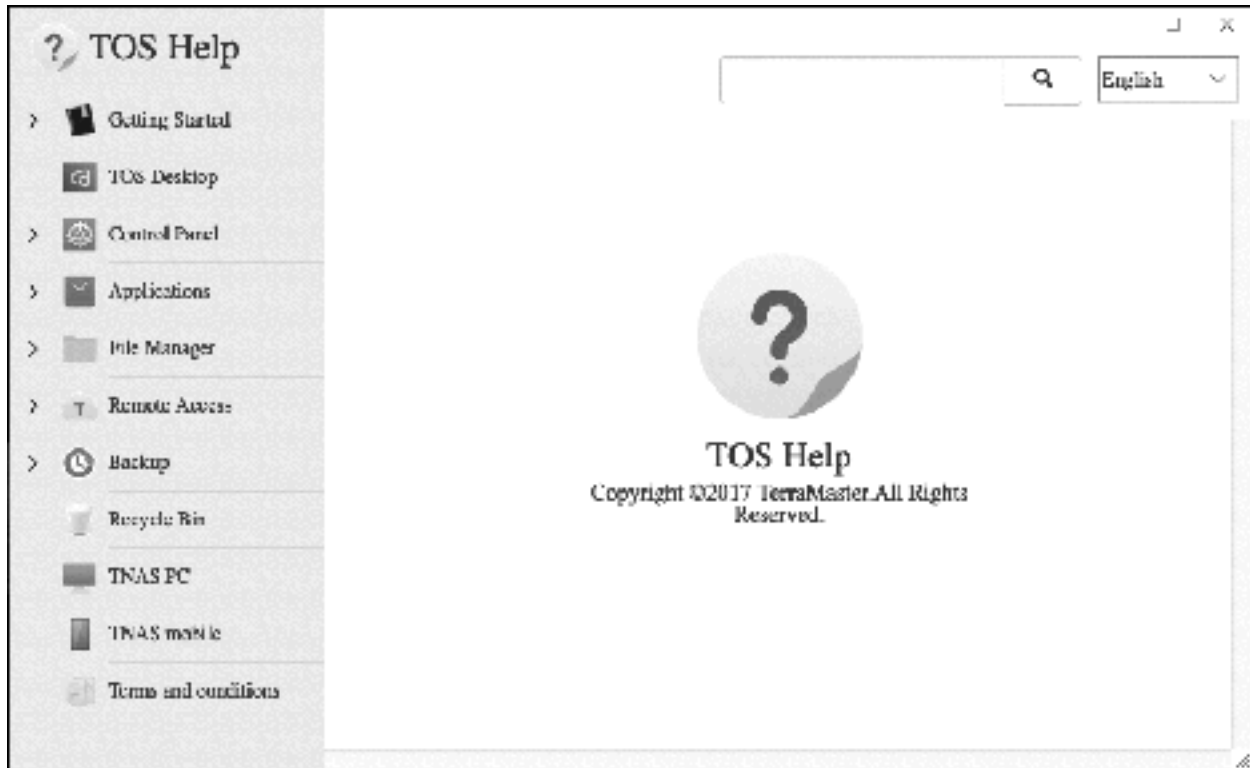 TOS Help
English
Getting Started
TOS Desktop
Control Panel
Applications
File Manager
Remote Access
Backup
Recycle Bin
TNAS PC
TNAS mobile
Terms and conditions
TOS Help
Copyright ©2017 TerraMaster.All Rights
Reserved.